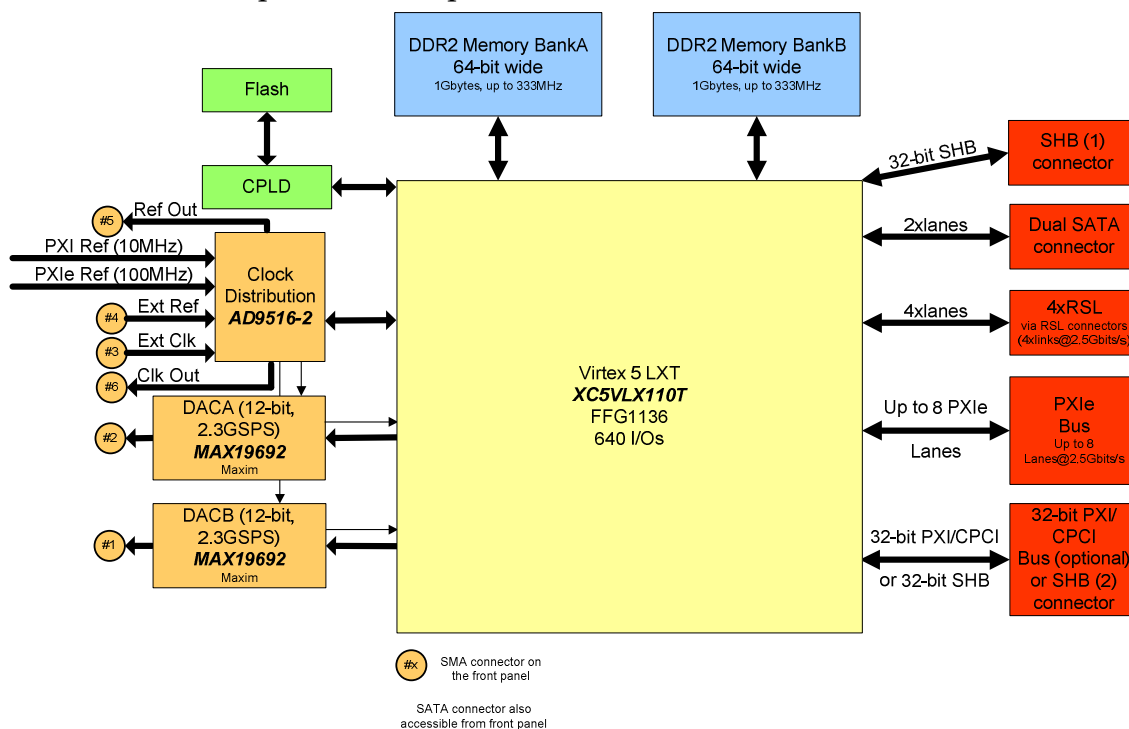 DDR2 Memory BankA
64-bit wide
1Gbytes, up to 333MHz
DDR2 Memory BankB
64-bit wide
1Gbytes, up to 333MHz
Flash
CPLD
#5
Ref Out
PXI Ref (10MHz)
PXIe Ref (100MHz)
#4
Ext Ref
#3
Ext Clk
#6
Clk Out
Clock
Distribution
AD9516-2
#2
DACA (12-bit,
2.3GSPS)
MAX19692
Maxim
#1
DACB (12-bit,
2.3GSPS)
MAX19692
Maxim
Virtex 5 LXT
XC5VLX110T
FFG1136
640 I/Os
32-bit SHB
SHB (1)
connector
2xlanes
Dual SATA
connector
4xlanes
4xRSL
via RSL connectors
(4xlinks@2.5Gbits/s)
Up to 8 PXIe
Lanes
PXIe
Bus
Up to 8
Lanes@2.5Gbits/s
32-bit PXI/CPCI
or 32-bit SHB
32-bit PXI/
CPCI
Bus (optional)
or SHB (2)
connector
#x
SMA connector on
the front panel
SATA connector also
accessible from front panel